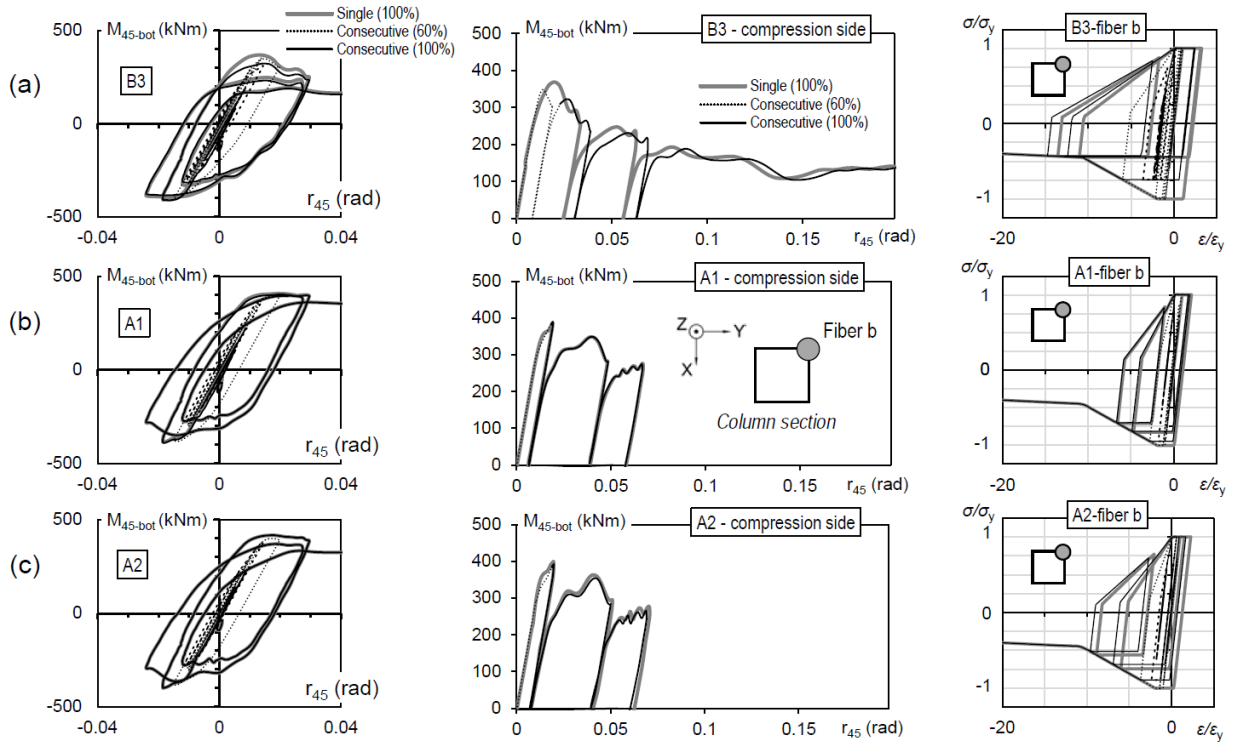 (a)
500
M45-bot (kNm)
Single (100%)
Consecutive (60%)
Consecutive (100%)
B3
0
r45 (rad)
-500
-0.04
0
0.04
500
M45-bot (kNm)
B3 - compression side
400
Single (100%)
Consecutive (60%)
Consecutive (100%)
300
200
100
0
0
0.05
0.1
0.15
r45 (rad)
σ/σy
B3-fiber b
1
0
-1
-20
0
ε/εy
(b)
500
M45-bot (kNm)
A1
0
r45 (rad)
-500
-0.04
0
0.04
500
M45-bot (kNm)
A1 - compression side
400
Z
Y
X
Fiber b
300
200
Column section
100
0
0
0.05
0.1
0.15
r45 (rad)
σ/σy
A1-fiber b
1
0
-1
-20
0
ε/εy
(c)
500
M45-bot (kNm)
A2
0
r45 (rad)
-500
-0.04
0
0.04
500
M45-bot (kNm)
A2 - compression side
400
300
200
100
0
0
0.05
0.1
0.15
r45 (rad)
σ/σy
A2-fiber b
1
0
-1
-20
0
ε/εy